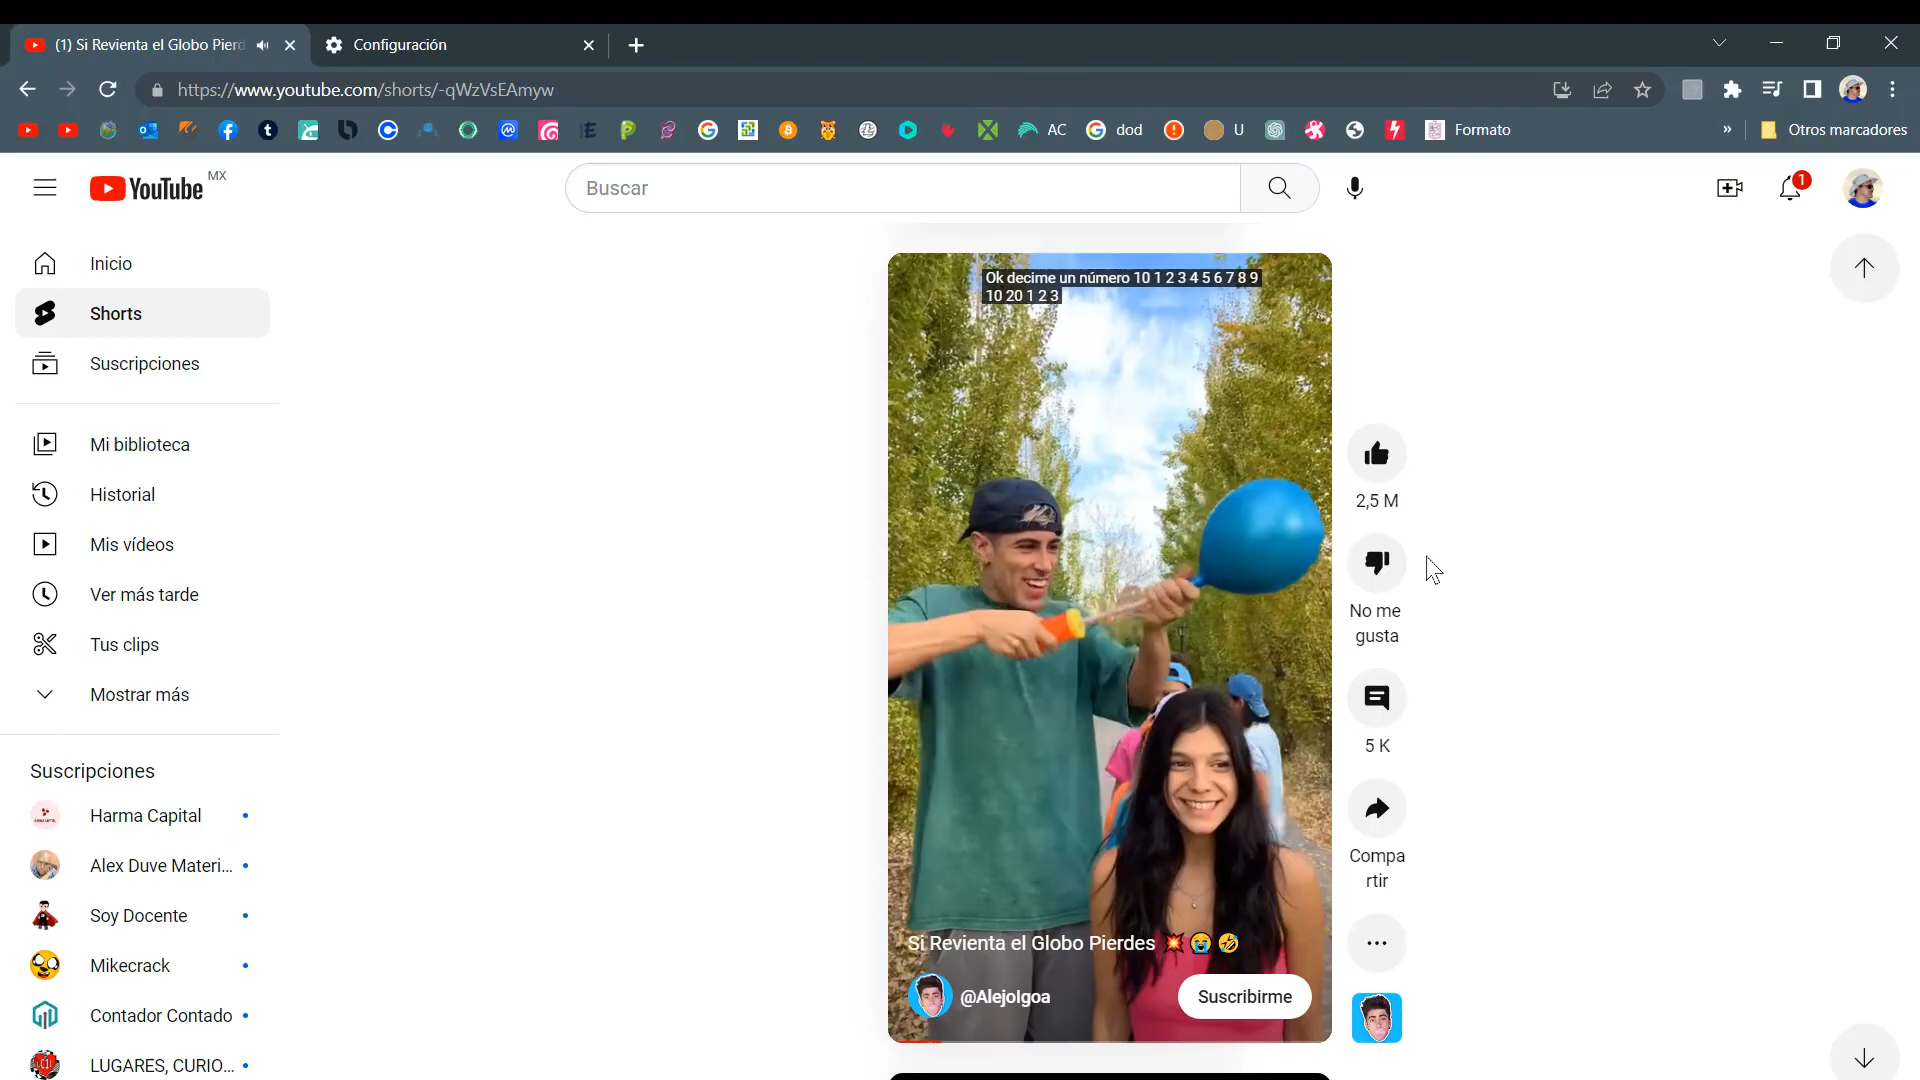 (1) Si Revienta el Globo Pierd
Configuración
https://www.youtube.com/shorts/-qWzVsEAmyw
AC
dod
U
Formato
»
Otros marcadores
YouTube MX
Buscar
1
Inicio
Shorts
Suscripciones
Mi biblioteca
Historial
Mis vídeos
Ver más tarde
Tus clips
Mostrar más
Suscripciones
Harma Capital
Alex Duve Materi...
Soy Docente
Mikecrack
Contador Contado
LUGARES, CURIO...
Ok decime un número 10 1 2 3 4 5 6 7 8 9
10 20 1 2 3
Si Revienta el Globo Pierdes 💥😭🤣
@AlejoIgoa
Suscribirme
2,5 M
No me
gusta
5 K
Compa
rtir